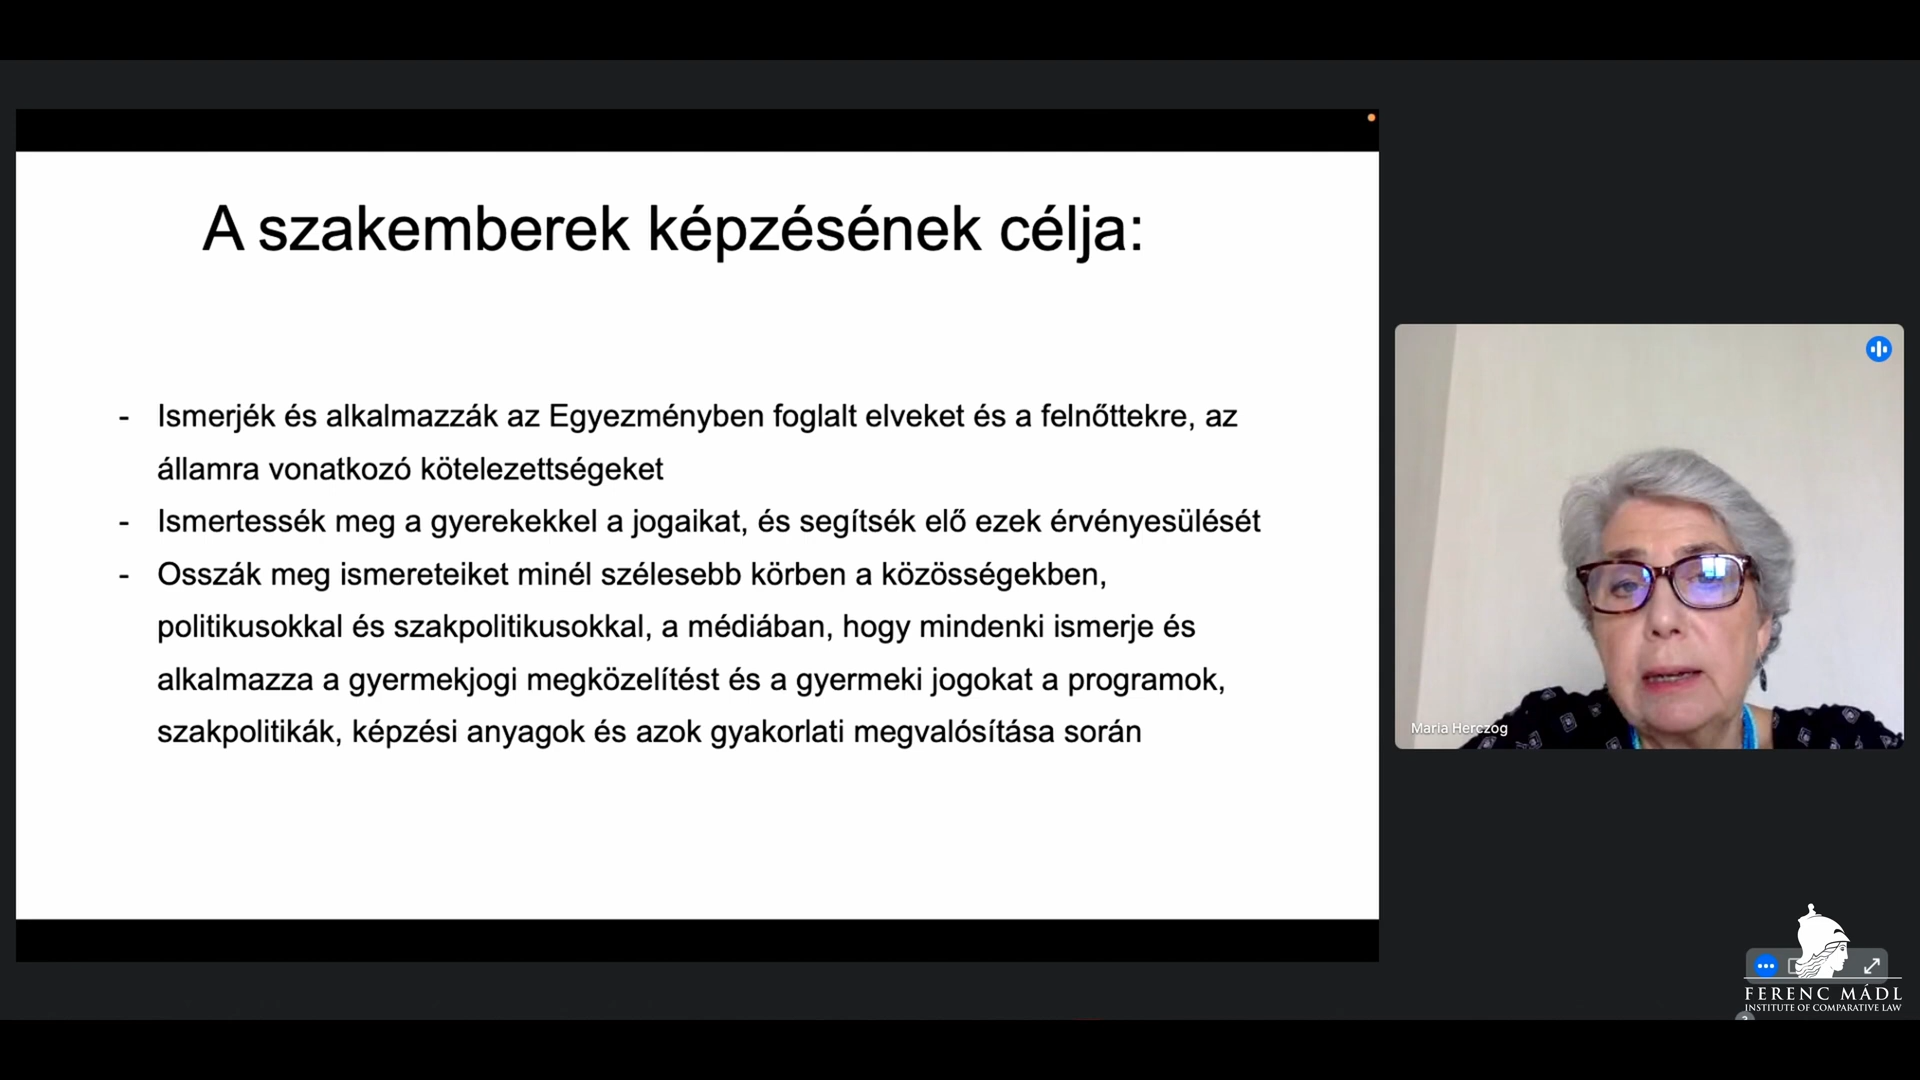 A szakemberek képzésének célja:
- Ismerjék és alkalmazzák az Egyezményben foglalt elveket és a felnőttekre, az
államra vonatkozó kötelezettségeket
- Ismertessék meg a gyerekekkel a jogaikat, és segítsék elő ezek érvényesülését
- Osszák meg ismereteiket minél szélesebb körben a közösségekben,
politikusokkal és szakpolitikusokkal, a médiában, hogy mindenki ismerje és
alkalmazza a gyermekjogi megközelítést és a gyermeki jogokat a programok,
szakpolitikák, képzési anyagok és azok gyakorlati megvalósítása során
Maria Herczog
FERENC MÁDL
INSTITUTE OF COMPARATIVE LAW